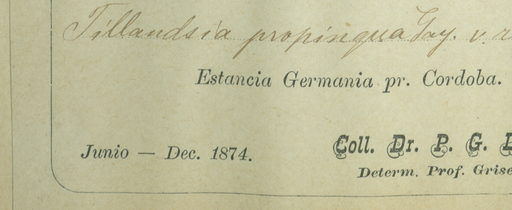 Tillandsia propinqua Gay. v.
Estancia Germania pr. Cordoba.
Junio — Dec. 1874.
Coll. Dr. P. G.
Determ. Prof.